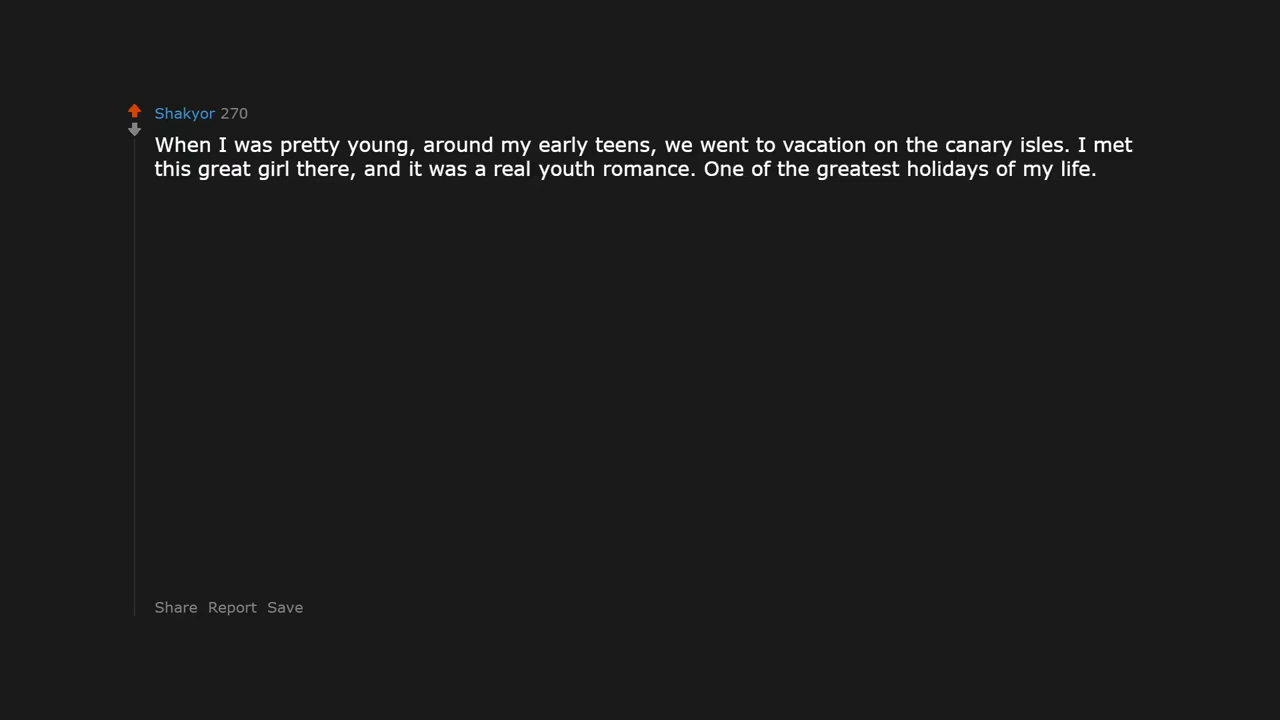 Shakyor 270
When I was pretty young, around my early teens, we went to vacation on the canary isles. I met
this great girl there, and it was a real youth romance. One of the greatest holidays of my life.
Share Report Save